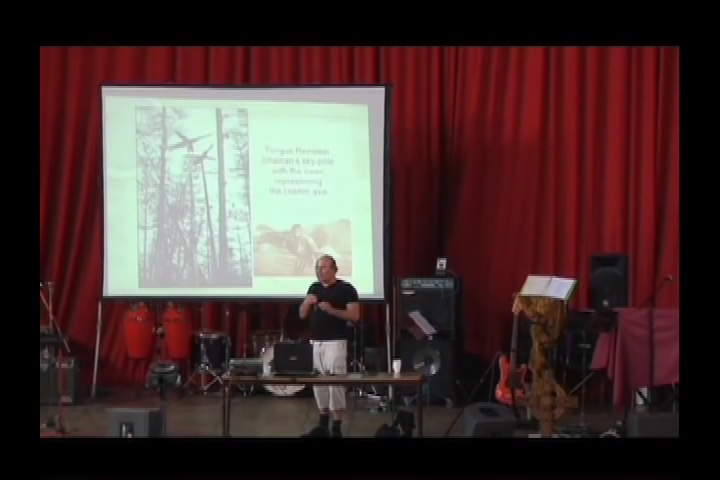 Tungus Reindeer
Shaman's sky-pole
with the swan
representing
the cosmic axis